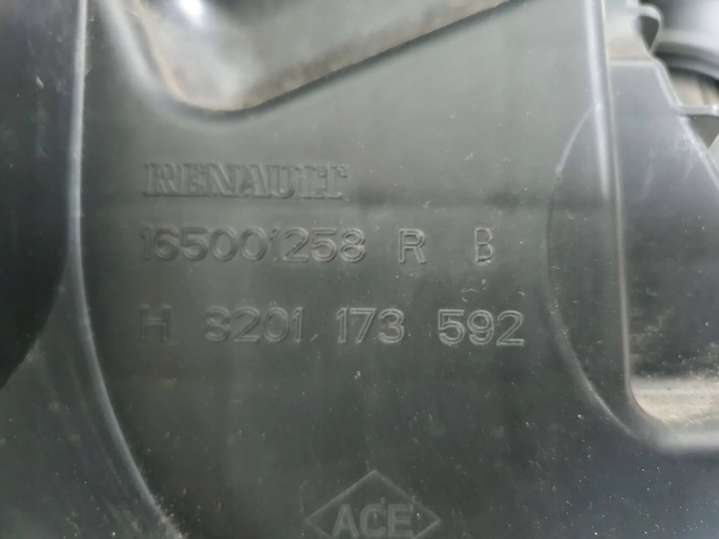 RENAULT
165001258 R B
H 8201 173 592
ACE